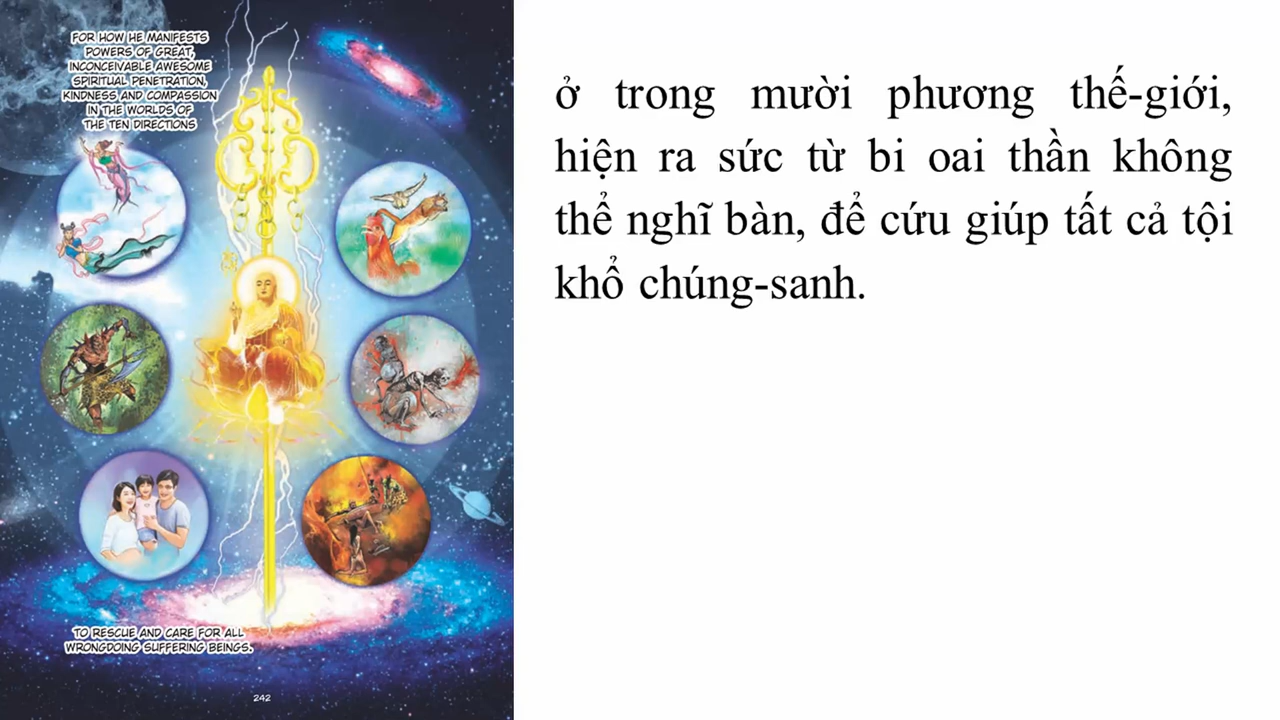 FOR HOW HE MANIFESTS
POWERS OF GREAT,
INCONCEIVABLE AWESOME
SPIRITUAL PENETRATION,
KINDNESS AND COMPASSION
IN THE WORLDS OF
THE TEN DIRECTIONS
TO RESCUE AND CARE FOR ALL
WRONGDOING SUFFERING BEINGS.
242
ở trong mười phương thế-giới,
hiện ra sức từ bi oai thần không
thể nghĩ bàn, để cứu giúp tất cả tội
khổ chúng-sanh.